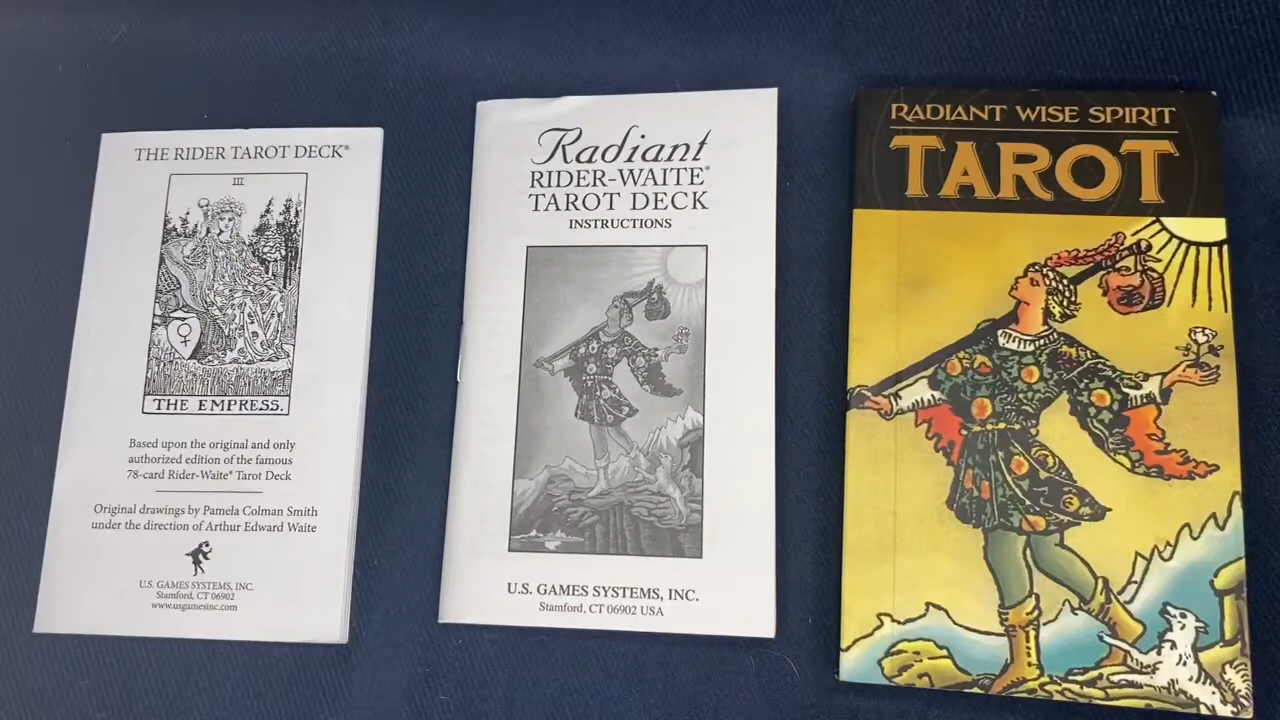 THE RIDER TAROT DECK®
III
THE EMPRESS.
Based upon the original and only
authorized edition of the famous
78-card Rider-Waite® Tarot Deck
Original drawings by Pamela Colman Smith
under the direction of Arthur Edward Waite
U.S. GAMES SYSTEMS, INC.
Stamford, CT 06902
www.usgamesinc.com
Radiant
RIDER-WAITE®
TAROT DECK
INSTRUCTIONS
U.S. GAMES SYSTEMS, INC.
Stamford, CT 06902 USA
RADIANT WISE SPIRIT
TAROT